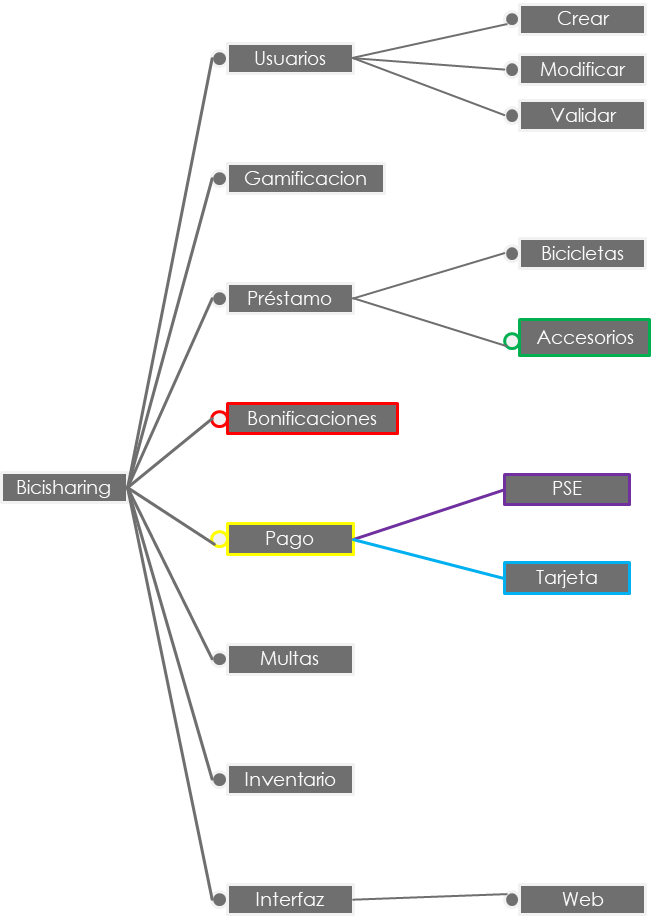 Crear
Usuarios
Modificar
Validar
Gamificacion
Bicicletas
Préstamo
Accesorios
Bonificaciones
Bicisharing
PSE
Pago
Tarjeta
Multas
Inventario
Interfaz
Web